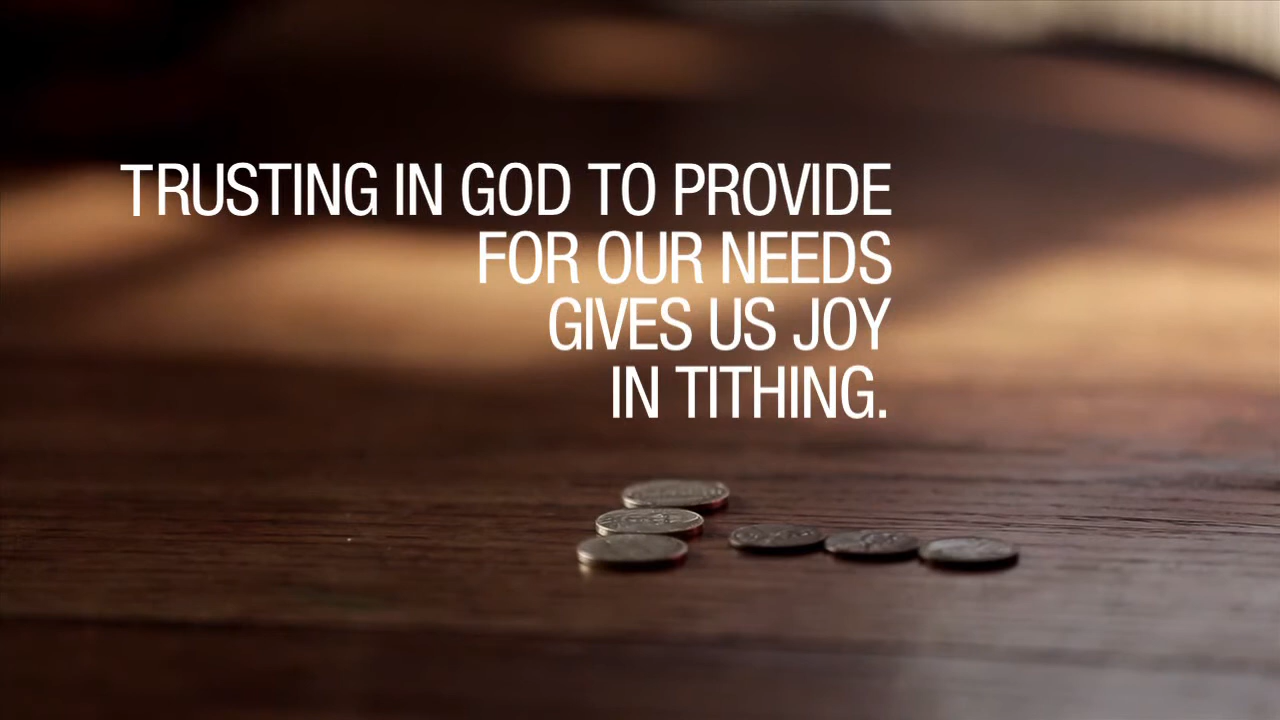 TRUSTING IN GOD TO PROVIDE
FOR OUR NEEDS
GIVES US JOY
IN TITHING.